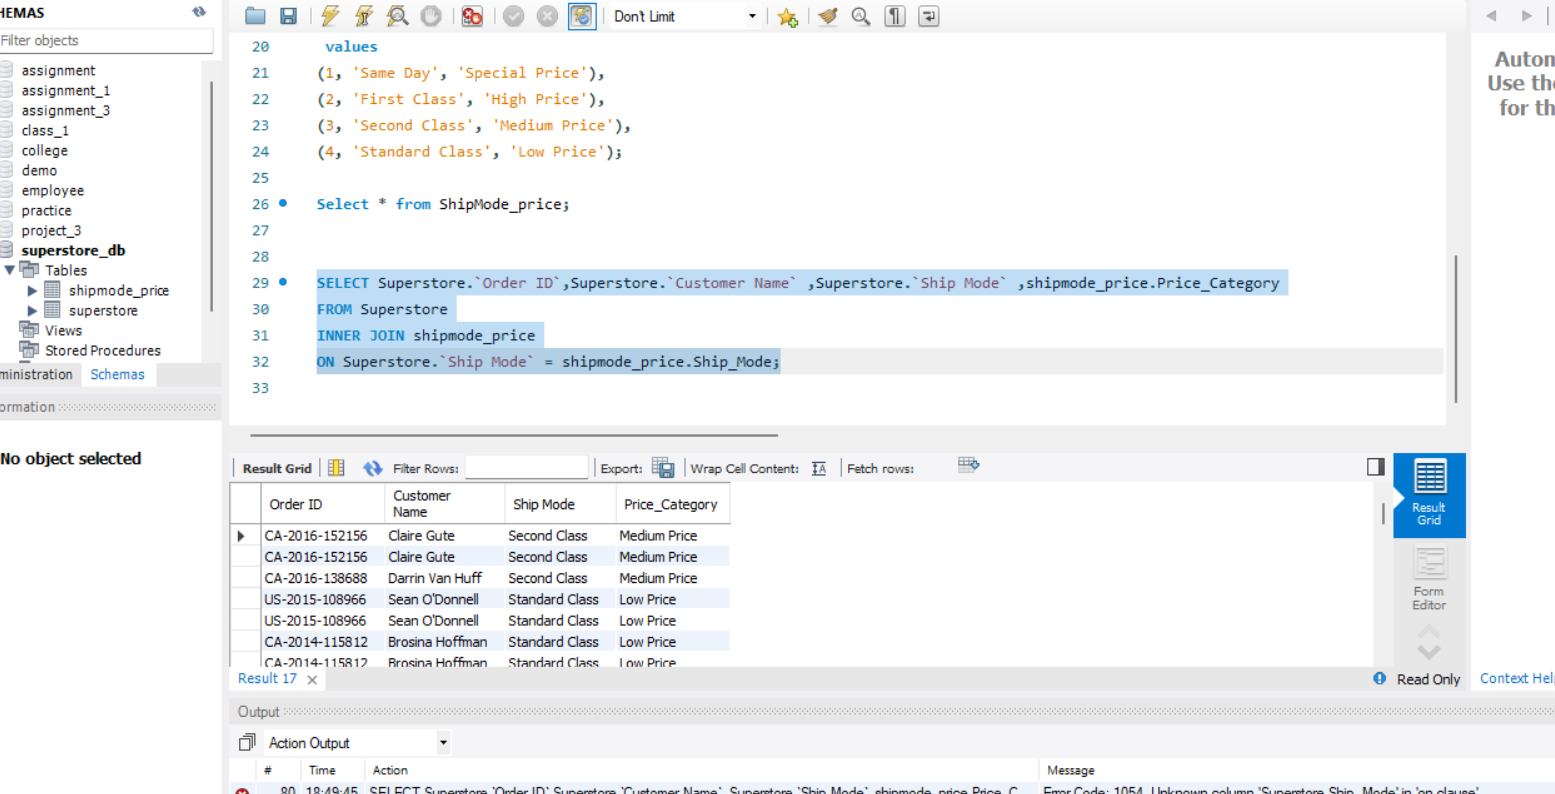 HEMAS
Filter objects
assignment
assignment_1
assignment_3
class_1
college
demo
employee
practice
project_3
superstore_db
Tables
shipmode_price
superstore
Views
Stored Procedures
ministration Schemas
ormation
No object selected
Don't Limit
20 values
21 (1, 'Same Day', 'Special Price'),
22 (2, 'First Class', 'High Price'),
23 (3, 'Second Class', 'Medium Price'),
24 (4, 'Standard Class', 'Low Price');
25
26 Select * from ShipMode_price;
27
28
29 SELECT Superstore.`Order ID`,Superstore.`Customer Name` ,Superstore.`Ship Mode` ,shipmode_price.Price_Category
30 FROM Superstore
31 INNER JOIN shipmode_price
32 ON Superstore.`Ship Mode` = shipmode_price.Ship_Mode;
33
Result Grid Filter Rows: Export: Wrap Cell Content: IA Fetch rows:
Order ID Customer Name Ship Mode Price_Category
CA-2016-152156 Claire Gute Second Class Medium Price
CA-2016-152156 Claire Gute Second Class Medium Price
CA-2016-138688 Darrin Van Huff Second Class Medium Price
US-2015-108966 Sean O'Donnell Standard Class Low Price
US-2015-108966 Sean O'Donnell Standard Class Low Price
CA-2014-115812 Brosina Hoffman Standard Class Low Price
CA-2014-115812 Brosina Hoffman Standard Class Low Price
Result Grid
Form Editor
Result 17 Read Only
Autom
Use the
for th
Context Help
Output
Action Output
# Time Action Message
80 18:49:45 SELECT Superstore.`Order ID`,Superstore.`Customer Name` ,Superstore.`Ship Mode` ,shipmode_price.Price_C... Error Code: 1054. Unknown column 'Superstore.Ship_Mode' in 'on clause'